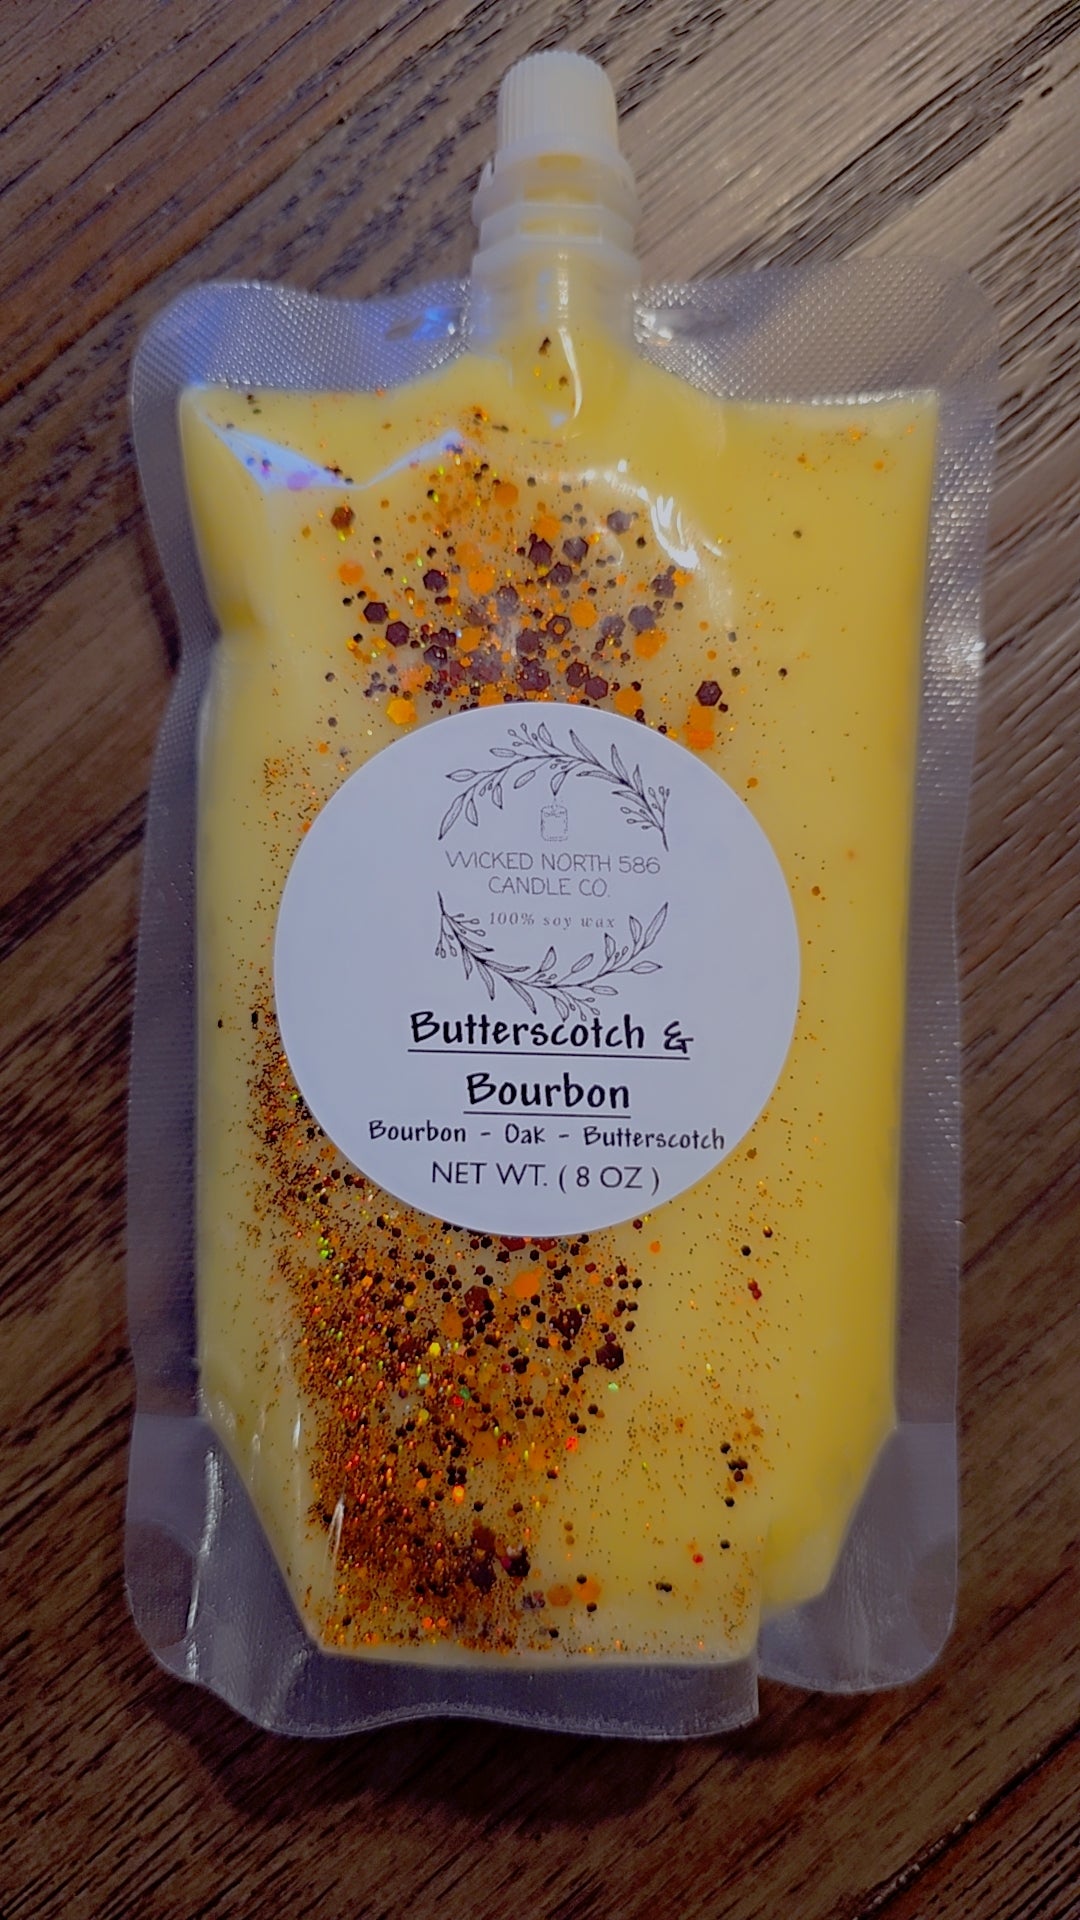 WICKED NORTH 586
CANDLE CO.
100% soy wax
Butterscotch &
Bourbon
Bourbon - Oak - Butterscotch
NET WT. ( 8 OZ )